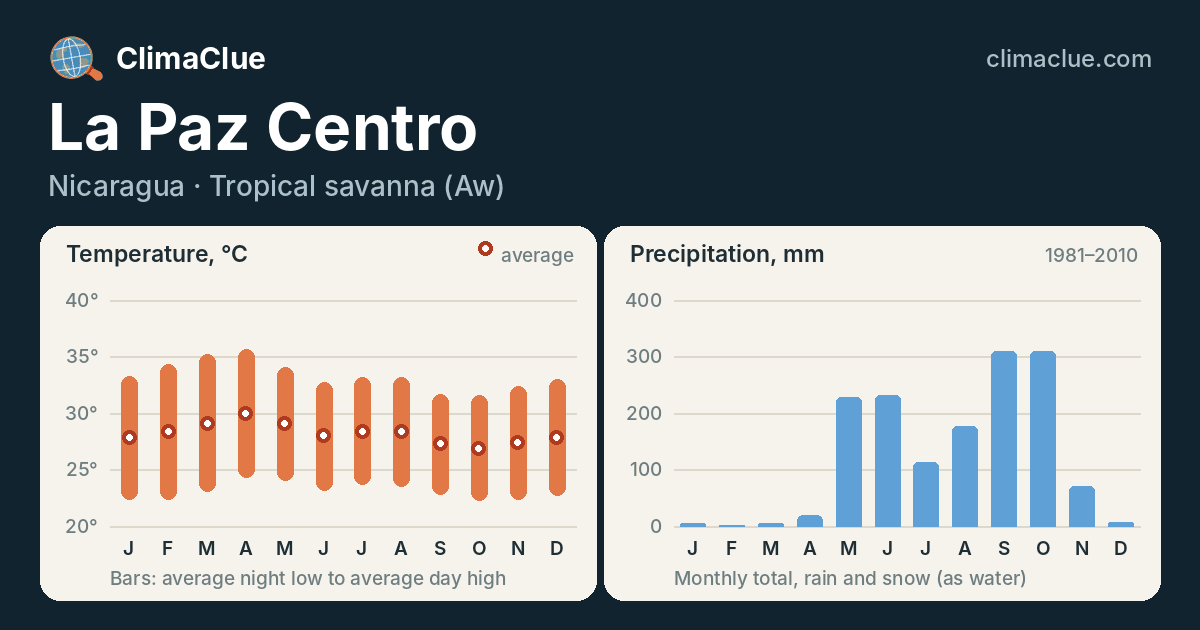 ClimaClue
climaclue.com
La Paz Centro
Nicaragua · Tropical savanna (Aw)
Temperature, °C
average
40°
35°
30°
25°
20°
J F M A M J J A S O N D
Bars: average night low to average day high
Precipitation, mm
1981–2010
400
300
200
100
0
J F M A M J J A S O N D
Monthly total, rain and snow (as water)